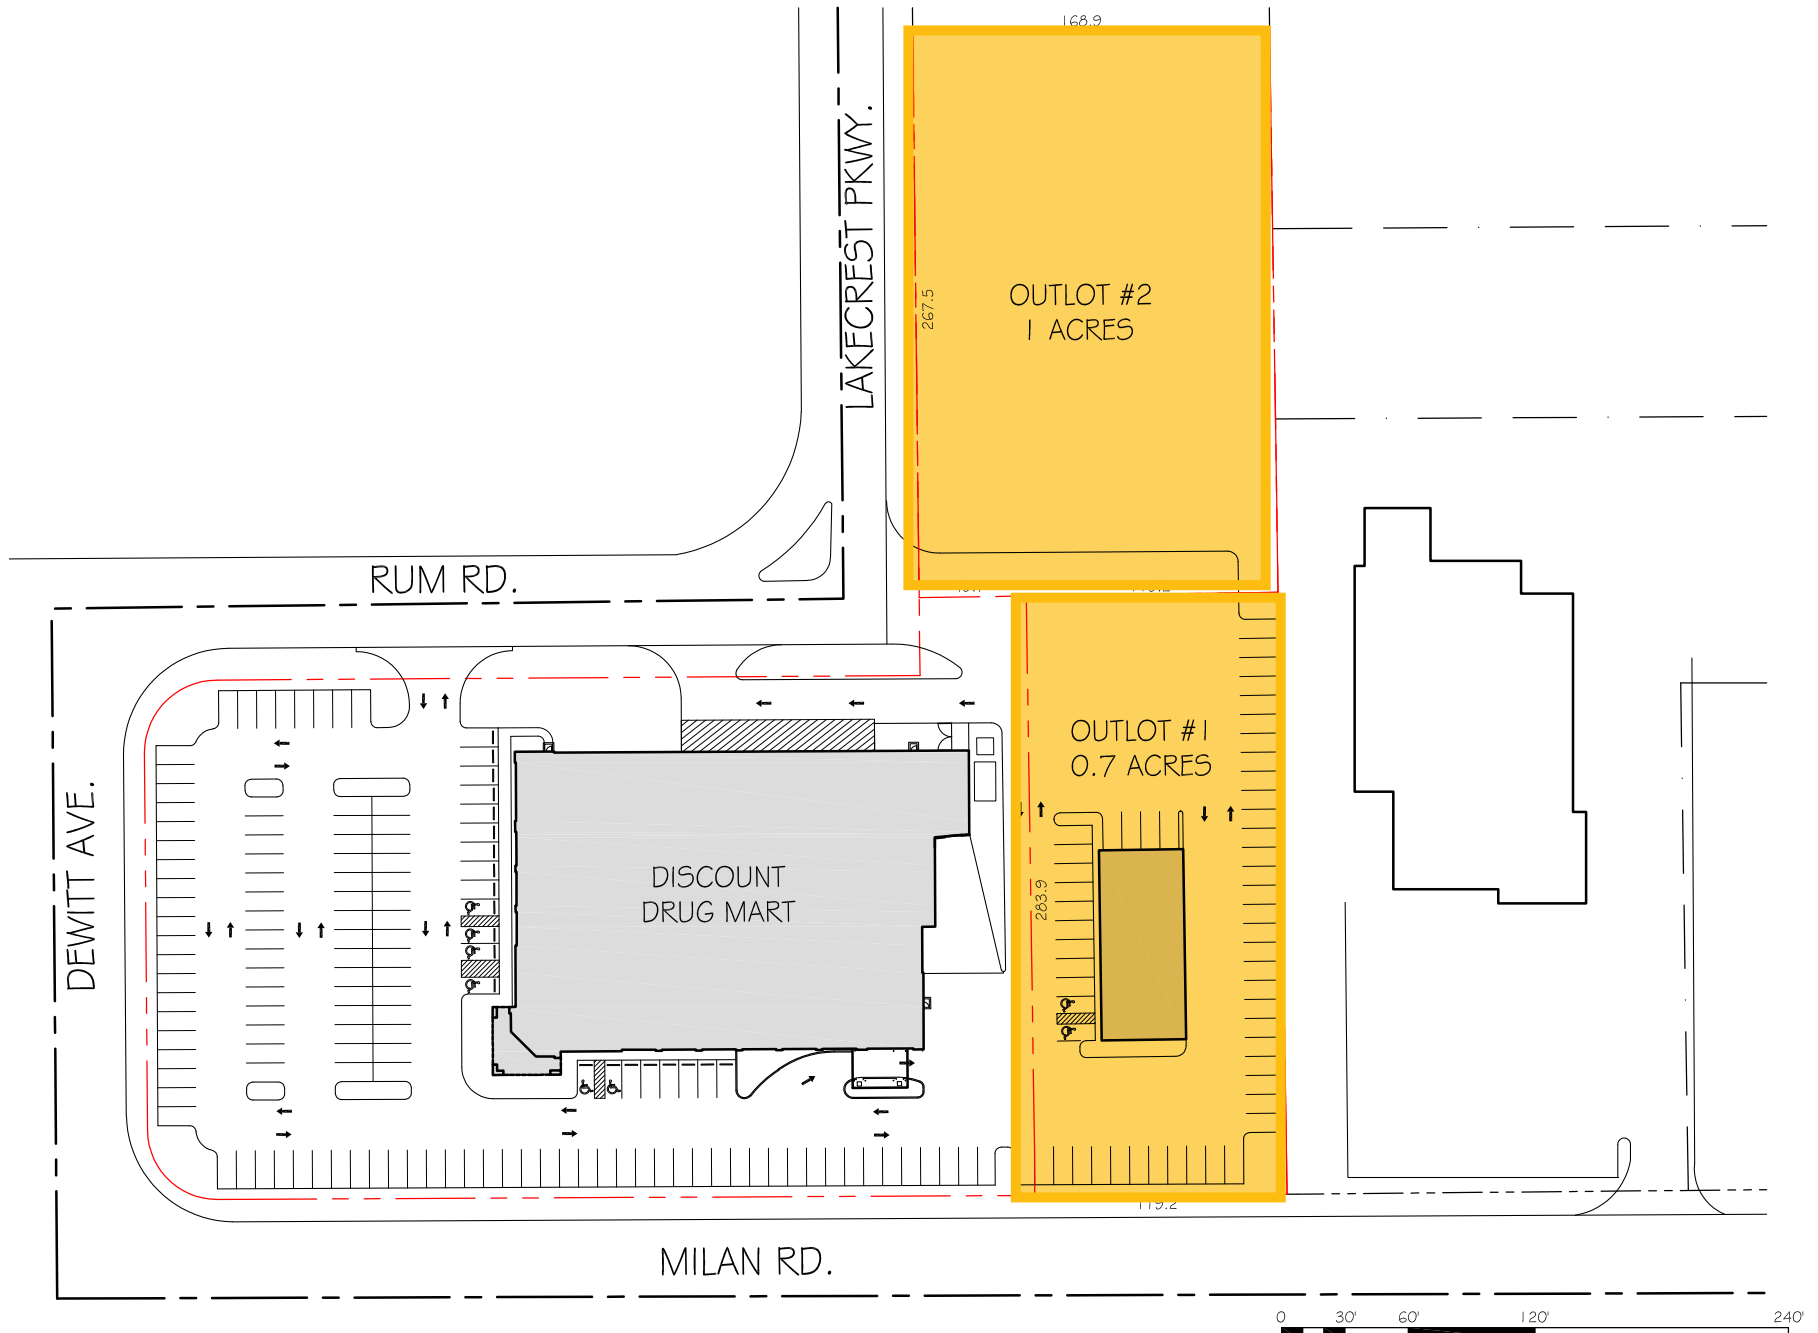 168.9
LAKECREST PKWY.
267.5
OUTLOT #2
1 ACRES
RUM RD.
OUTLOT #1
0.7 ACRES
DEWITT AVE.
DISCOUNT
DRUG MART
283.9
119.2
MILAN RD.
0 30' 60' 120' 240'